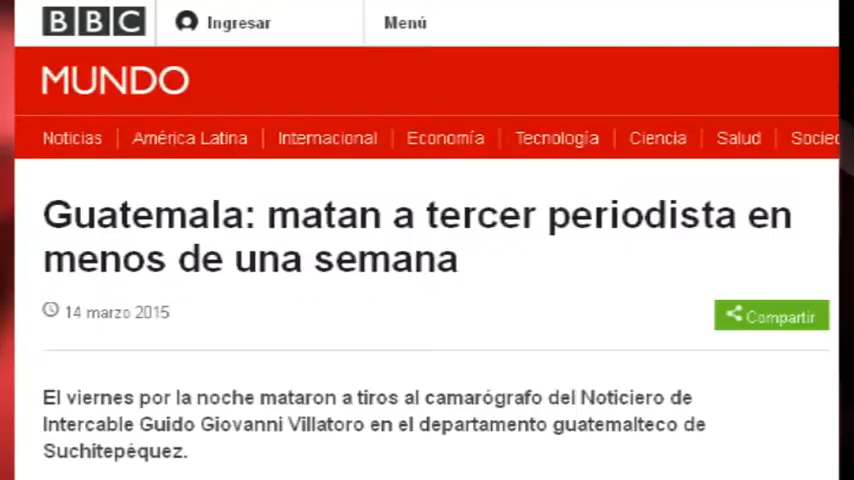 BBC Ingresar Menú
MUNDO
Noticias América Latina Internacional Economía Tecnología Ciencia Salud
Guatemala: matan a tercer periodista en
menos de una semana
14 marzo 2015 Compartir
El viernes por la noche mataron a tiros al camarógrafo del Noticiero de
Intercable Guido Giovanni Villatoro en el departamento guatemalteco de
Suchitepéquez.